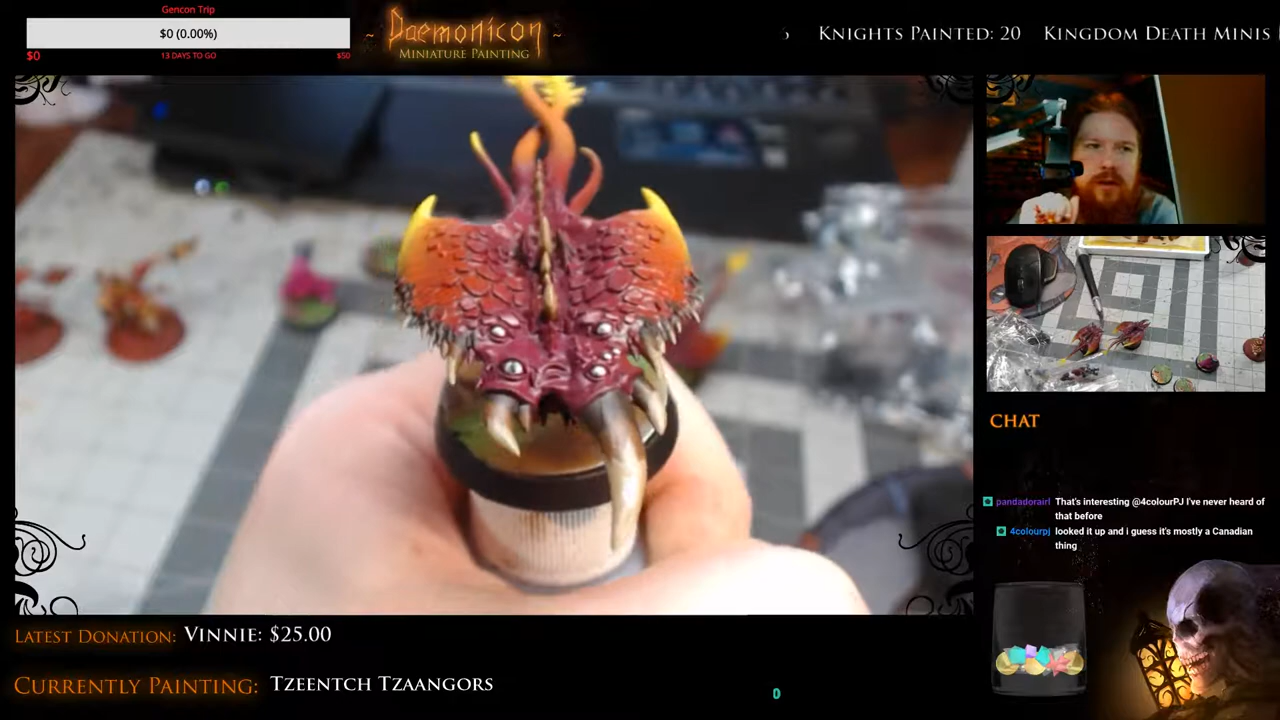 Gencon Trip
$0 (0.00%)
$0 13 DAYS TO GO $50
~ Daemonicon ~
MINIATURE PAINTING
KNIGHTS PAINTED: 20 KINGDOM DEATH MINIS
CHAT
pandadorairl That's interesting @4colourPJ I've never heard of
that before
4colourpj looked it up and i guess it's mostly a Canadian
thing
LATEST DONATION: VINNIE: $25.00
CURRENTLY PAINTING: TZEENTCH TZAANGORS
0